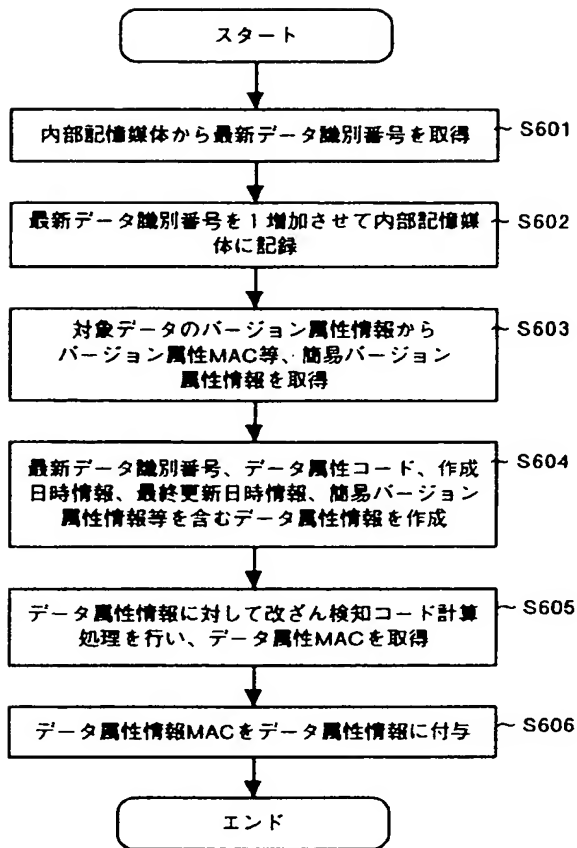 スタート
内部記憶媒体から最新データ識別番号を取得
S601
最新データ識別番号を1増加させて内部記憶媒
体に記録
S602
対象データのバージョン属性情報から
バージョン属性MAC等、簡易バージョン
属性情報を取得
S603
最新データ識別番号、データ属性コード、作成
日時情報、最終更新日時情報、簡易バージョン
属性情報等を含むデータ属性情報を作成
S604
データ属性情報に対して改ざん検知コード計算
処理を行い、データ属性MACを取得
S605
データ属性情報MACをデータ属性情報に付与
S606
エンド